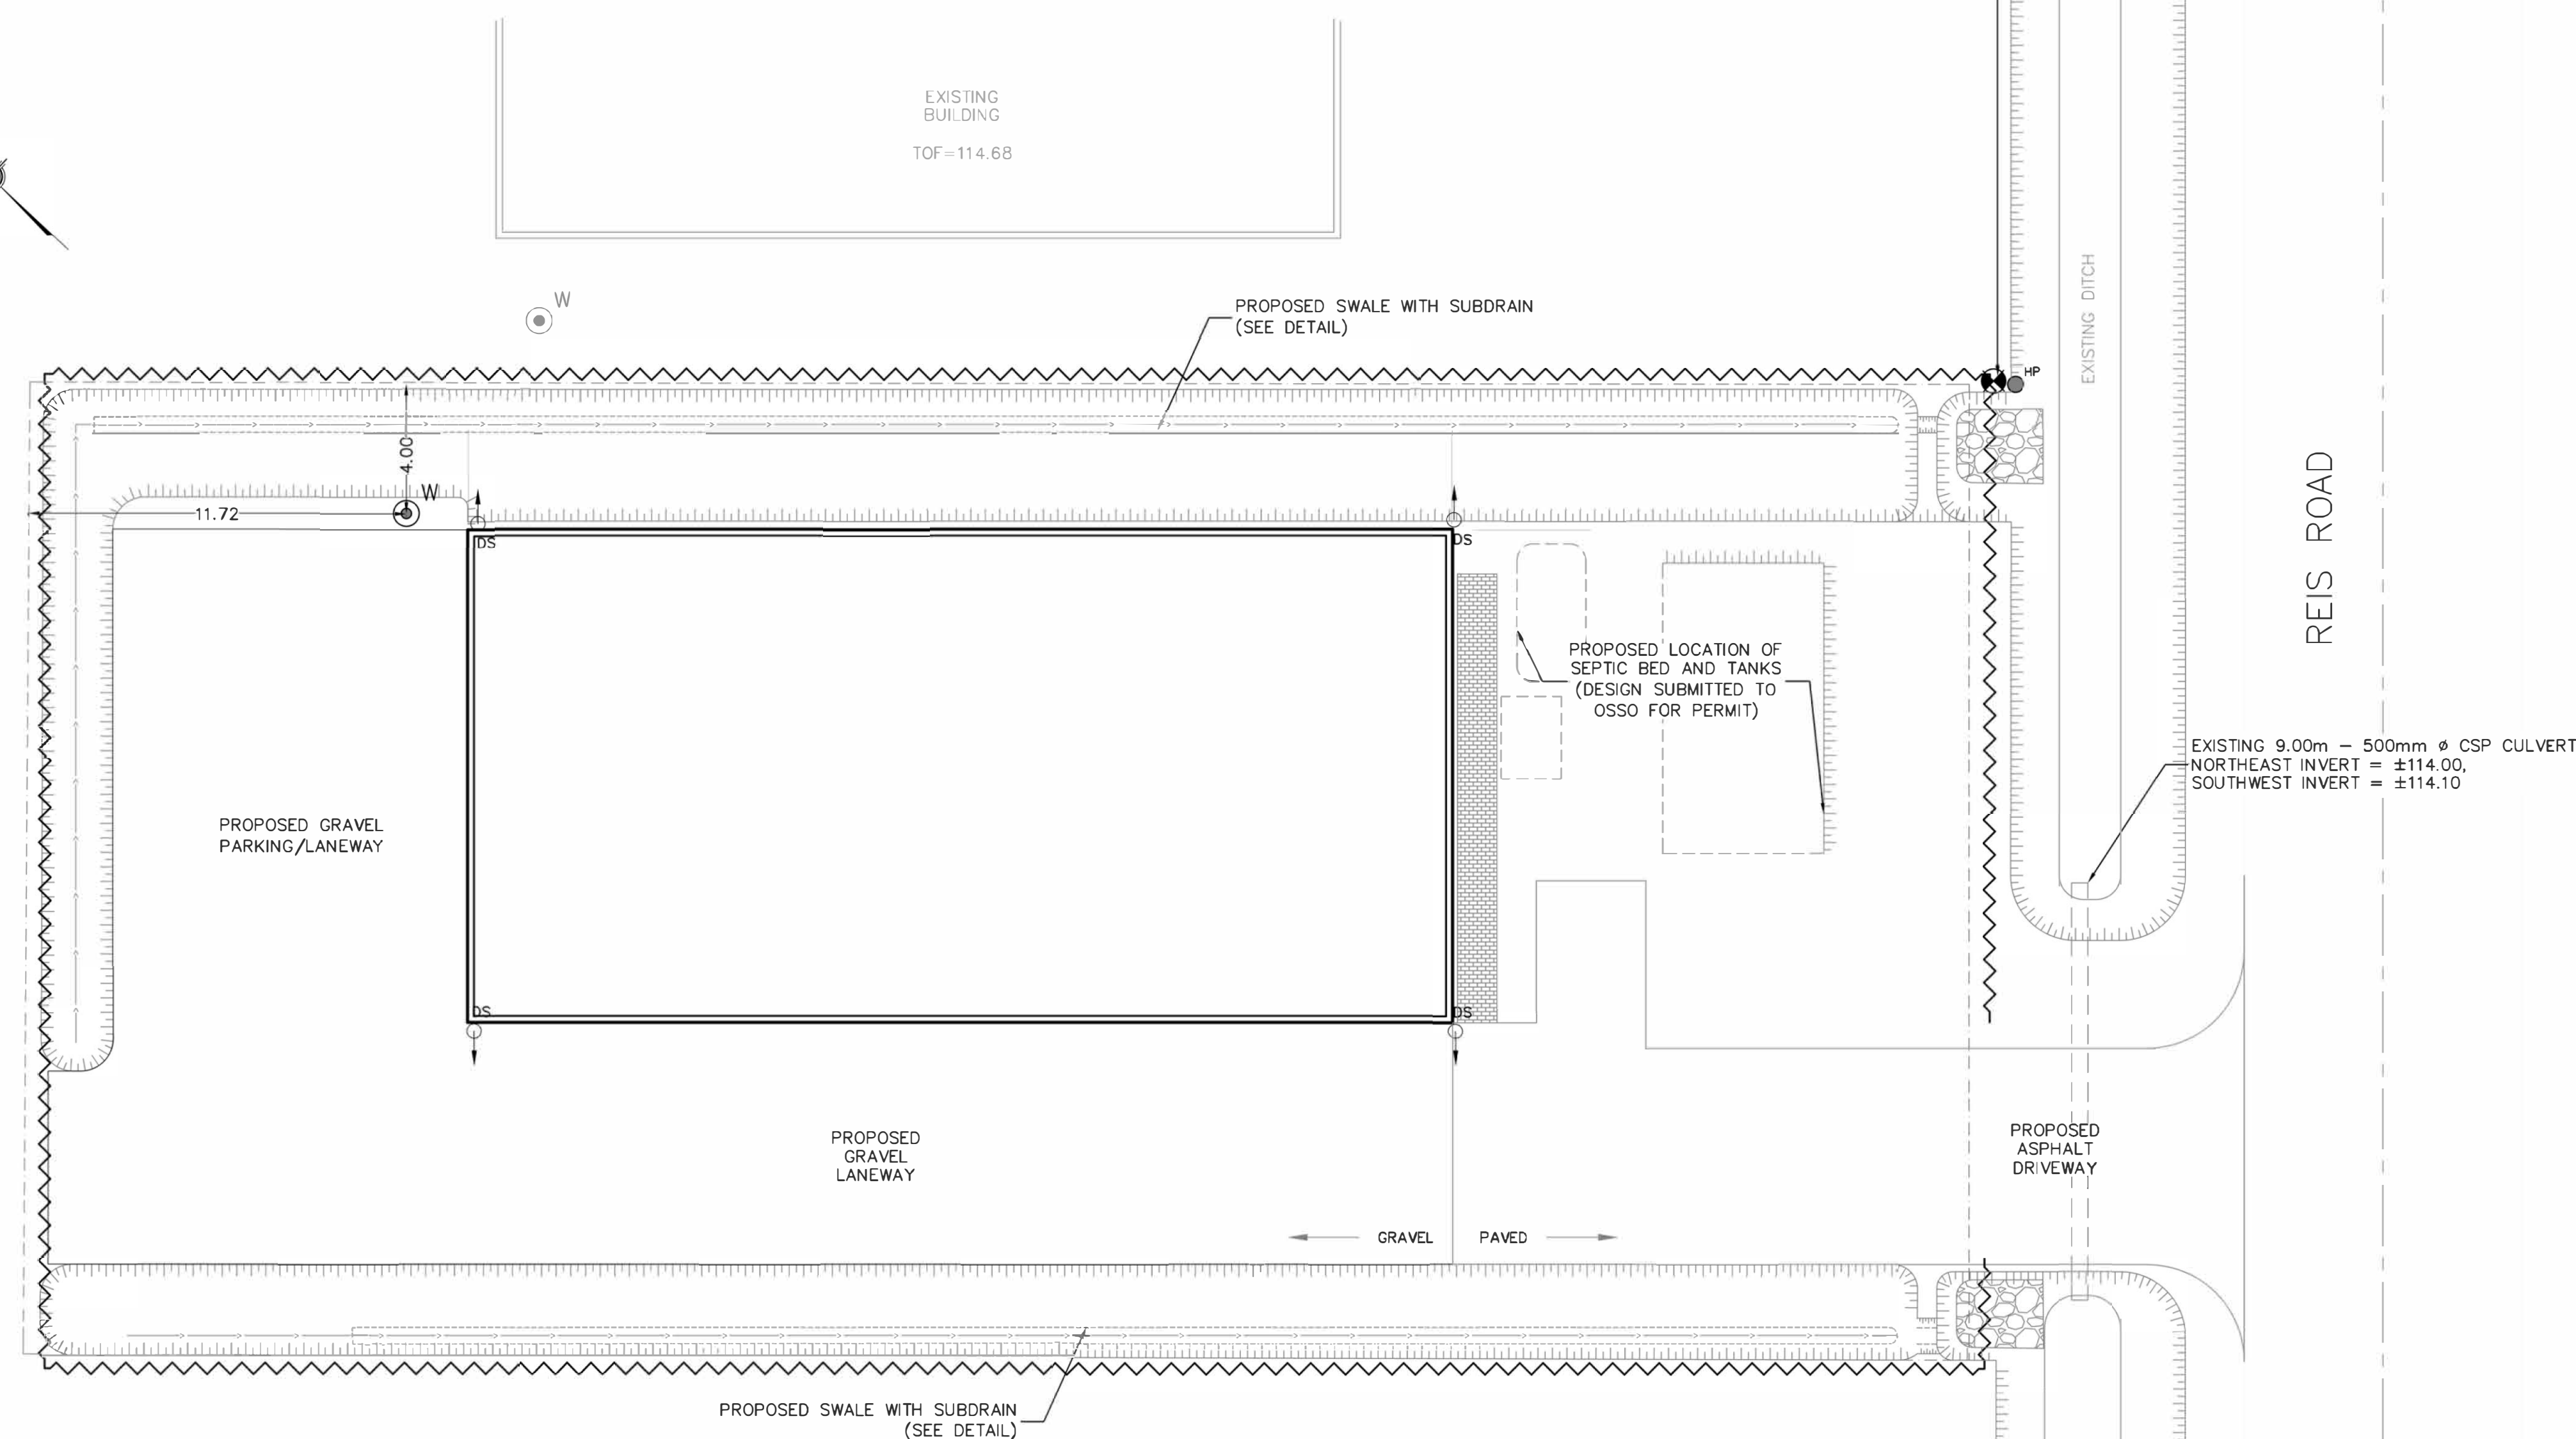 EXISTING
BUILDING
TOF=114.68
W
PROPOSED SWALE WITH SUBDRAIN
(SEE DETAIL)
HP
EXISTING DITCH
4.00
W
11.72
DS
DS
REIS ROAD
PROPOSED LOCATION OF
SEPTIC BED AND TANKS
(DESIGN SUBMITTED TO
OSSO FOR PERMIT)
EXISTING 9.00m – 500mm ø CSP CULVERT
NORTHEAST INVERT = ±114.00,
SOUTHWEST INVERT = ±114.10
PROPOSED GRAVEL
PARKING/LANEWAY
DS
DS
PROPOSED
GRAVEL
LANEWAY
PROPOSED
ASPHALT
DRIVEWAY
GRAVEL
PAVED
PROPOSED SWALE WITH SUBDRAIN
(SEE DETAIL)